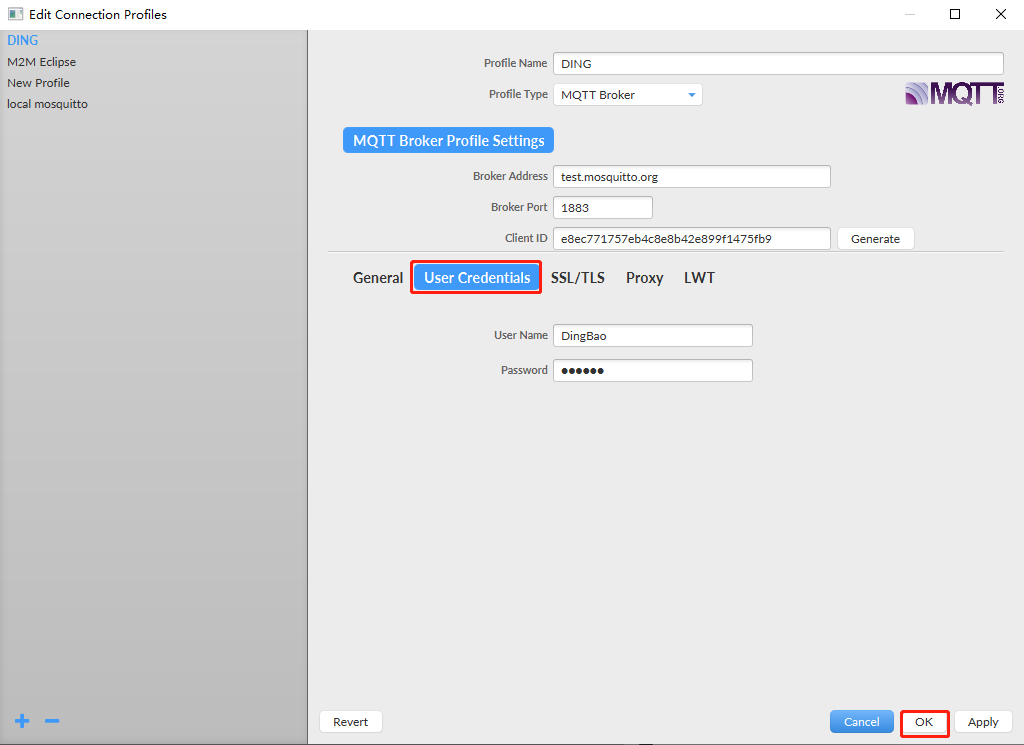 Edit Connection Profiles
DING
M2M Eclipse
New Profile
local mosquitto
Profile Name DING
Profile Type MQTT Broker
MQTT.ORG
MQTT Broker Profile Settings
Broker Address test.mosquitto.org
Broker Port 1883
Client ID e8ec771757eb4c8e8b42e899f1475fb9 Generate
General User Credentials SSL/TLS Proxy LWT
User Name DingBao
Password ●●●●●●
Revert Cancel OK Apply